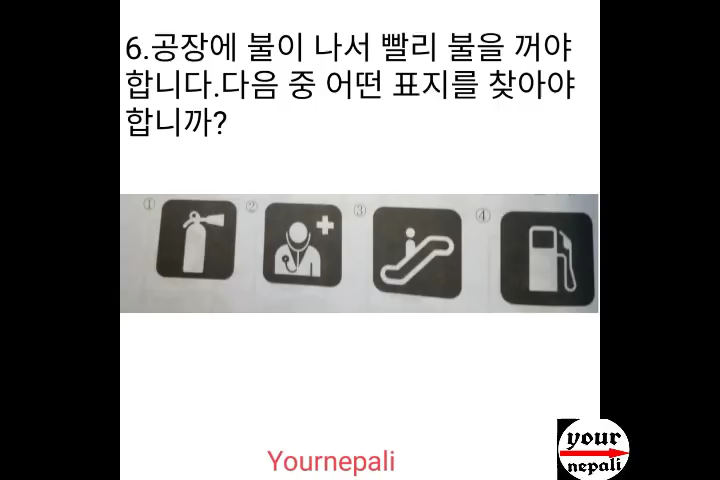 6.공장에 불이 나서 빨리 불을 꺼야
합니다.다음 중 어떤 표지를 찾아야
합니까?
① ② ③ ④
Yournepali
your
nepali